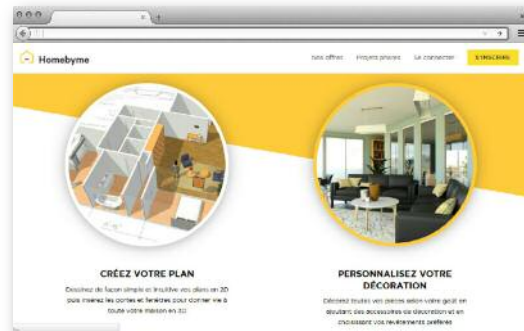 Homebyme
Nos offres Projets phares Se connecter S'INSCRIRE
CRÉEZ VOTRE PLAN
Dessinez de façon simple et intuitive vos plans en 2D
puis insérez les portes et fenêtres pour donner vie à
toute votre maison en 3D
PERSONNALISEZ VOTRE
DÉCORATION
Décorez toutes vos pièces selon votre goût en
ajoutant des accessoires de décoration et en
choisissant vos revêtements préférés